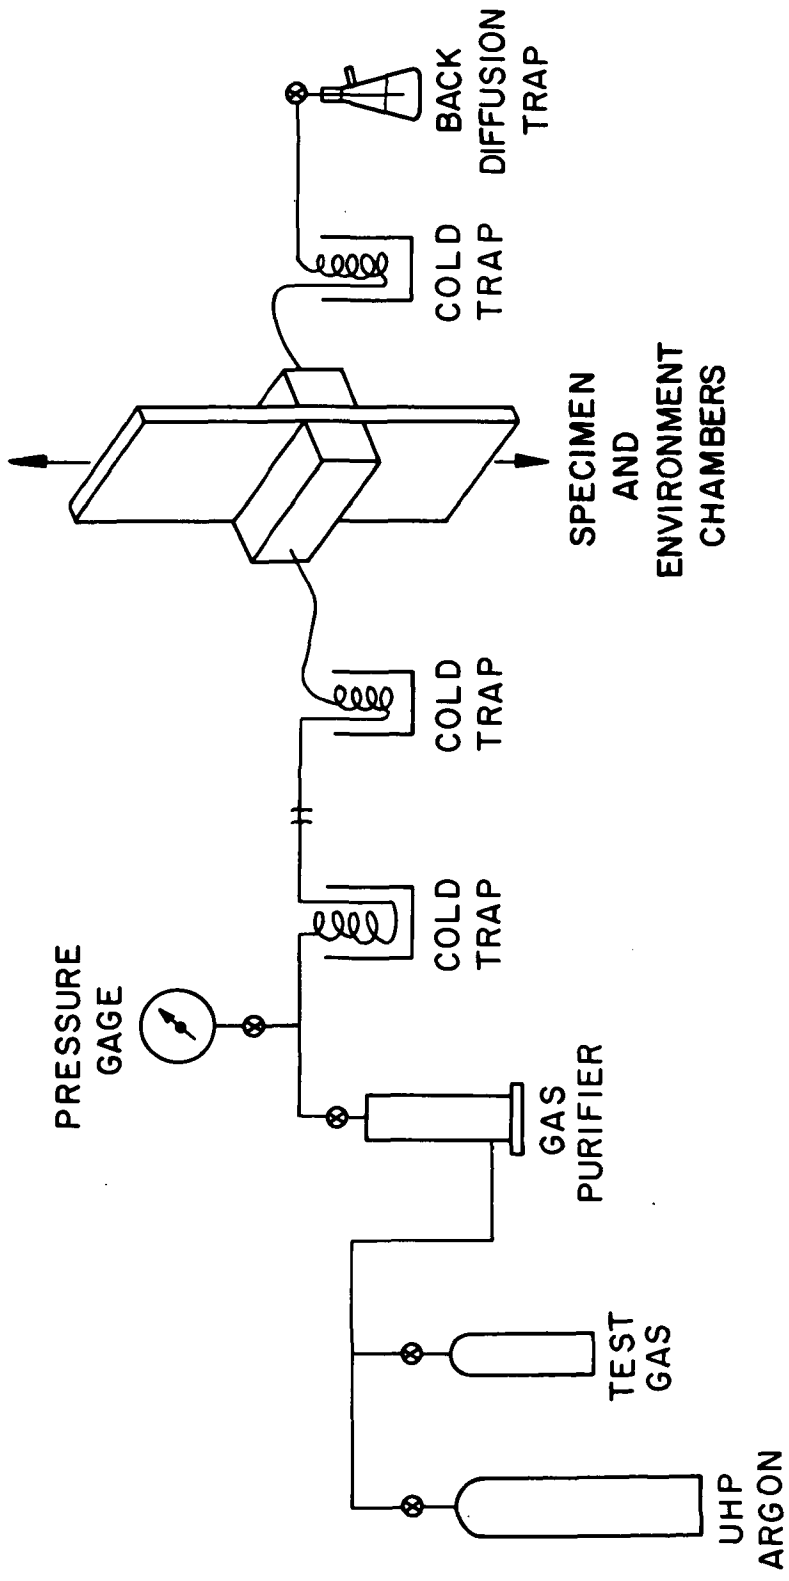 UHP
ARGON
TEST
GAS
GAS
PURIFIER
PRESSURE
GAGE
COLD
TRAP
COLD
TRAP
SPECIMEN
AND
ENVIRONMENT
CHAMBERS
COLD
TRAP
BACK
DIFFUSION
TRAP